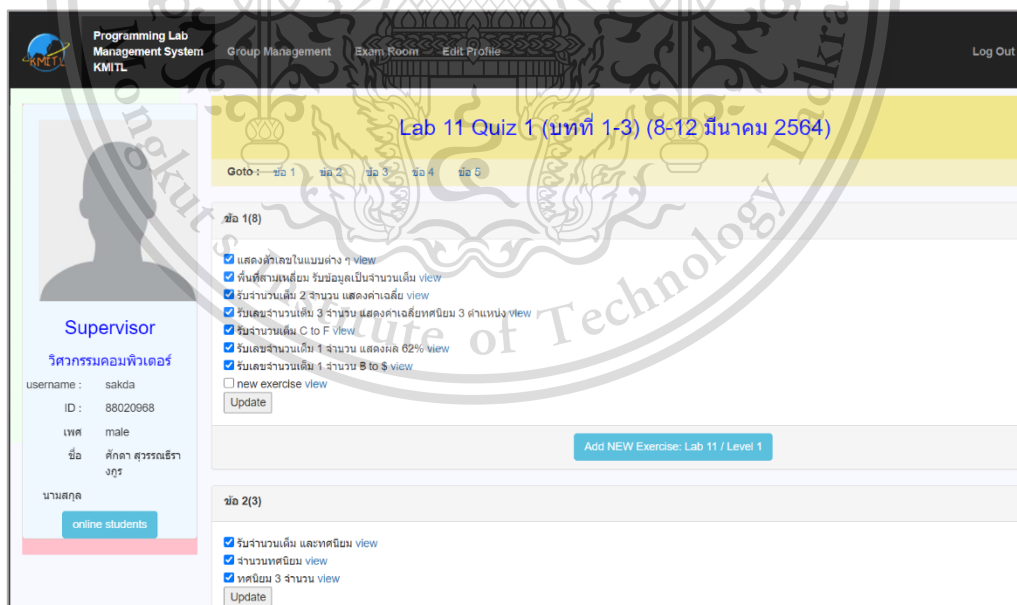 Programming Lab
Management System
KMITL
Group Management Exam Room Edit Profile Log Out
Lab 11 Quiz 1 (บทที่ 1-3) (8-12 มีนาคม 2564)
Goto : ข้อ 1 ข้อ 2 ข้อ 3 ข้อ 4 ข้อ 5
ข้อ 1(8)
แสดงตัวเลขในแบบต่าง ๆ view
พื้นที่สามเหลี่ยม รับข้อมูลเป็นจำนวนเต็ม view
รับจำนวนเต็ม 2 จำนวน แสดงค่าเฉลี่ย view
รับเลขจำนวนเต็ม 3 จำนวน แสดงค่าเฉลี่ยทศนิยม 3 ตำแหน่ง view
รับจำนวนเต็ม C to F view
รับเลขจำนวนเต็ม 1 จำนวน แสดงผล 62% view
รับเลขจำนวนเต็ม 1 จำนวน B to $ view
new exercise view
Update
Add NEW Exercise: Lab 11 / Level 1
Supervisor
วิศวกรรมคอมพิวเตอร์
username : sakda
ID : 88020968
เพศ male
ชื่อ ศักดา สุวรรณธีรา
งกูร
นามสกุล
online students
ข้อ 2(3)
รับจำนวนเต็ม และทศนิยม view
จำนวนทศนิยม view
ทศนิยม 3 จำนวน view
Update
KMITL
King Mongkut's Institute of Technology Ladkrabang